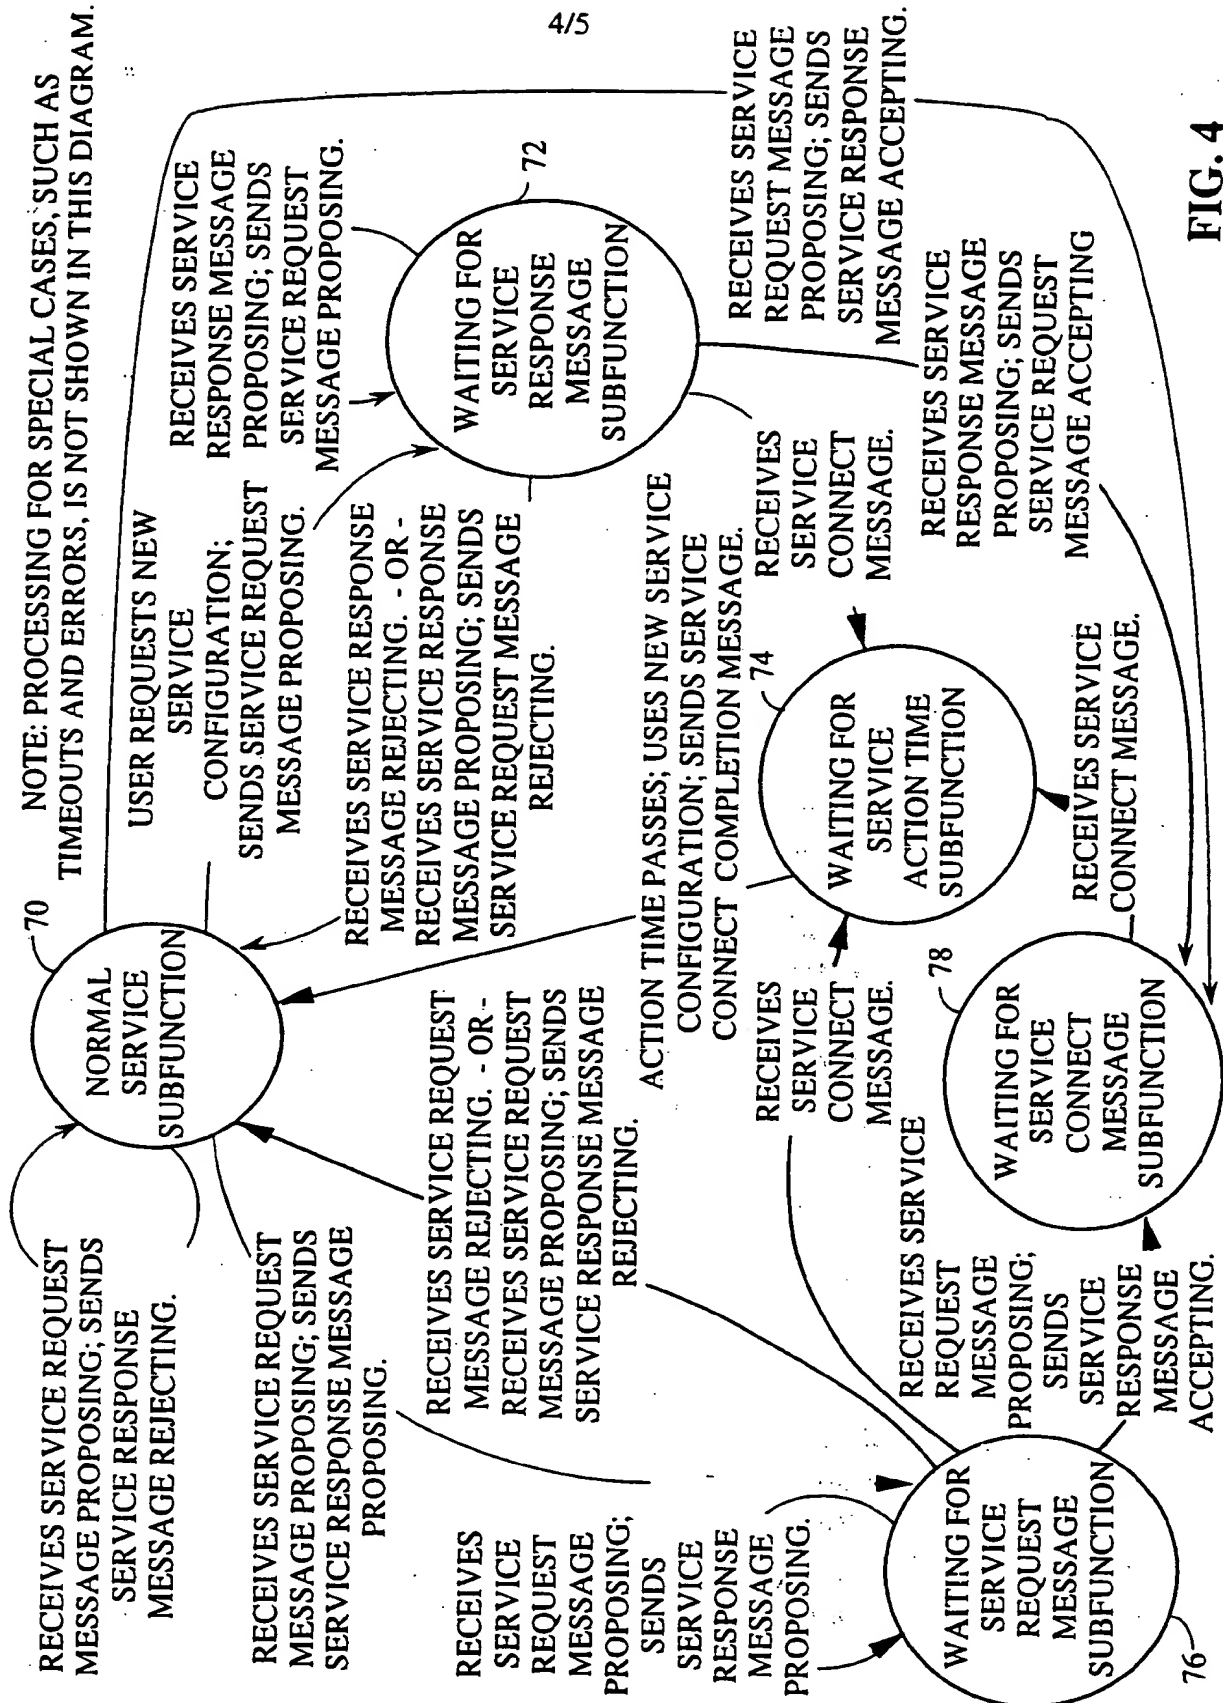 4/5
NOTE: PROCESSING FOR SPECIAL CASES, SUCH AS
TIMEOUTS AND ERRORS, IS NOT SHOWN IN THIS DIAGRAM.
RECEIVES SERVICE REQUEST
MESSAGE PROPOSING; SENDS
SERVICE RESPONSE
MESSAGE REJECTING.
NORMAL
SERVICE
SUBFUNCTION
70
USER REQUESTS NEW
SERVICE
CONFIGURATION;
SENDS SERVICE REQUEST
MESSAGE PROPOSING.
RECEIVES SERVICE
RESPONSE MESSAGE
PROPOSING; SENDS
SERVICE REQUEST
MESSAGE PROPOSING.
RECEIVES SERVICE REQUEST
MESSAGE PROPOSING; SENDS
SERVICE RESPONSE MESSAGE
PROPOSING.
RECEIVES SERVICE RESPONSE
MESSAGE REJECTING. - OR -
RECEIVES SERVICE RESPONSE
MESSAGE PROPOSING; SENDS
SERVICE REQUEST MESSAGE
REJECTING.
WAITING FOR
SERVICE
RESPONSE
MESSAGE
SUBFUNCTION
72
RECEIVES SERVICE REQUEST
MESSAGE REJECTING. - OR -
RECEIVES SERVICE REQUEST
MESSAGE PROPOSING; SENDS
SERVICE RESPONSE MESSAGE
REJECTING.
ACTION TIME PASSES; USES NEW SERVICE
CONFIGURATION; SENDS SERVICE
CONNECT COMPLETION MESSAGE.
RECEIVES SERVICE
REQUEST MESSAGE
PROPOSING; SENDS
SERVICE RESPONSE
MESSAGE ACCEPTING.
RECEIVES
SERVICE
REQUEST
MESSAGE
PROPOSING;
SENDS
SERVICE
RESPONSE
MESSAGE
PROPOSING.
RECEIVES
SERVICE
CONNECT
MESSAGE.
WAITING FOR
SERVICE
ACTION TIME
SUBFUNCTION
74
RECEIVES
SERVICE
CONNECT
MESSAGE.
RECEIVES SERVICE
RESPONSE MESSAGE
PROPOSING; SENDS
SERVICE REQUEST
MESSAGE ACCEPTING
WAITING FOR
SERVICE
REQUEST
MESSAGE
SUBFUNCTION
76
RECEIVES SERVICE
REQUEST
MESSAGE
PROPOSING;
SENDS
SERVICE
RESPONSE
MESSAGE
ACCEPTING.
WAITING FOR
SERVICE
CONNECT
MESSAGE
SUBFUNCTION
78
RECEIVES SERVICE
CONNECT MESSAGE.
FIG. 4